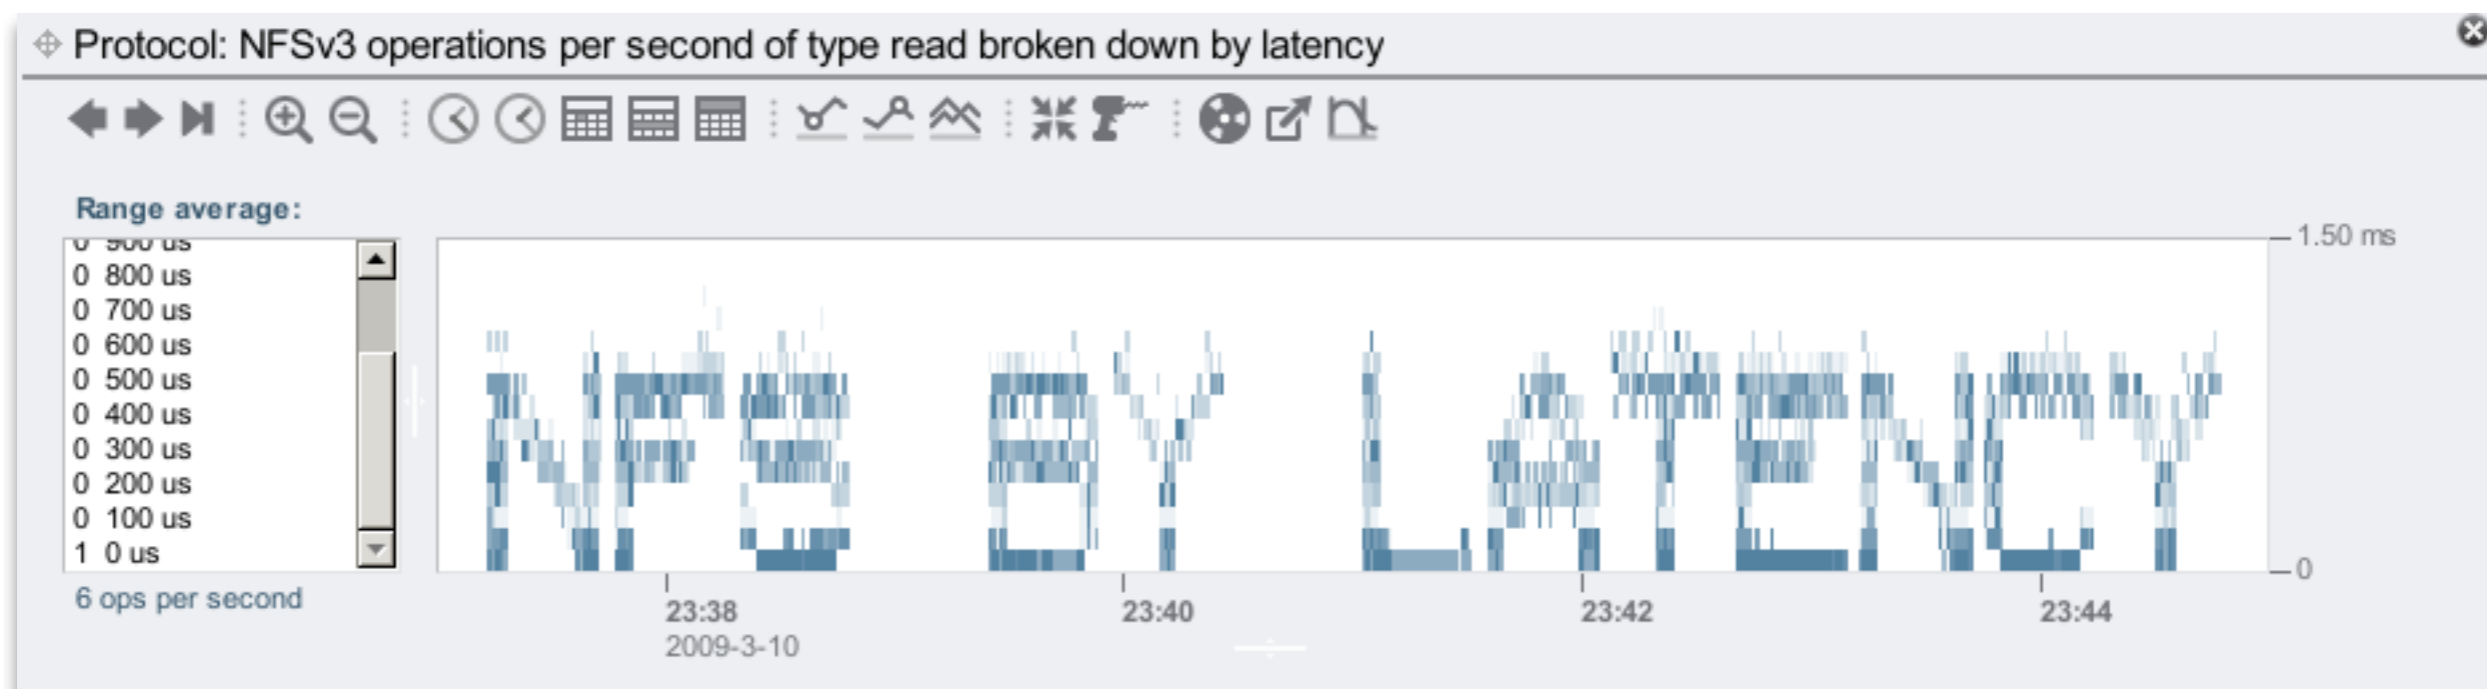 Protocol: NFSv3 operations per second of type read broken down by latency
Range average:
0 900 us
0 800 us
0 700 us
0 600 us
0 500 us
0 400 us
0 300 us
0 200 us
0 100 us
1 0 us
6 ops per second
NFS BY LATENCY
1.50 ms
0
23:38 23:40 23:42 23:44
2009-3-10